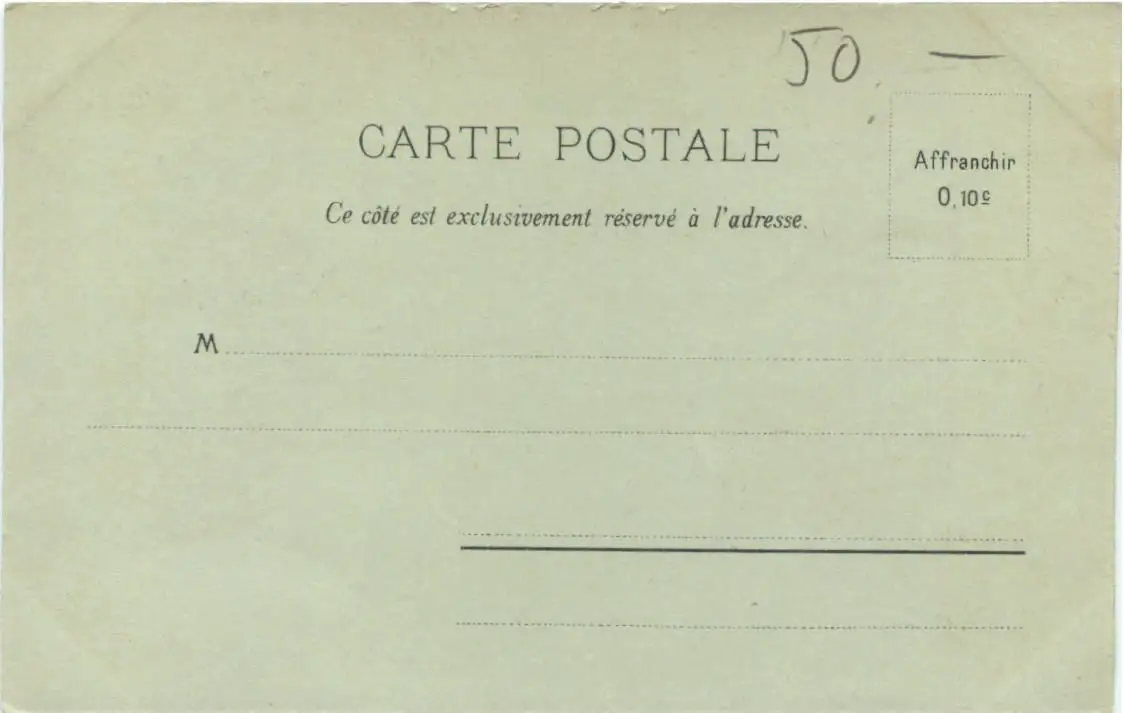 50 —
CARTE POSTALE
Affranchir
0,10c
Ce côté est exclusivement réservé à l'adresse.
M